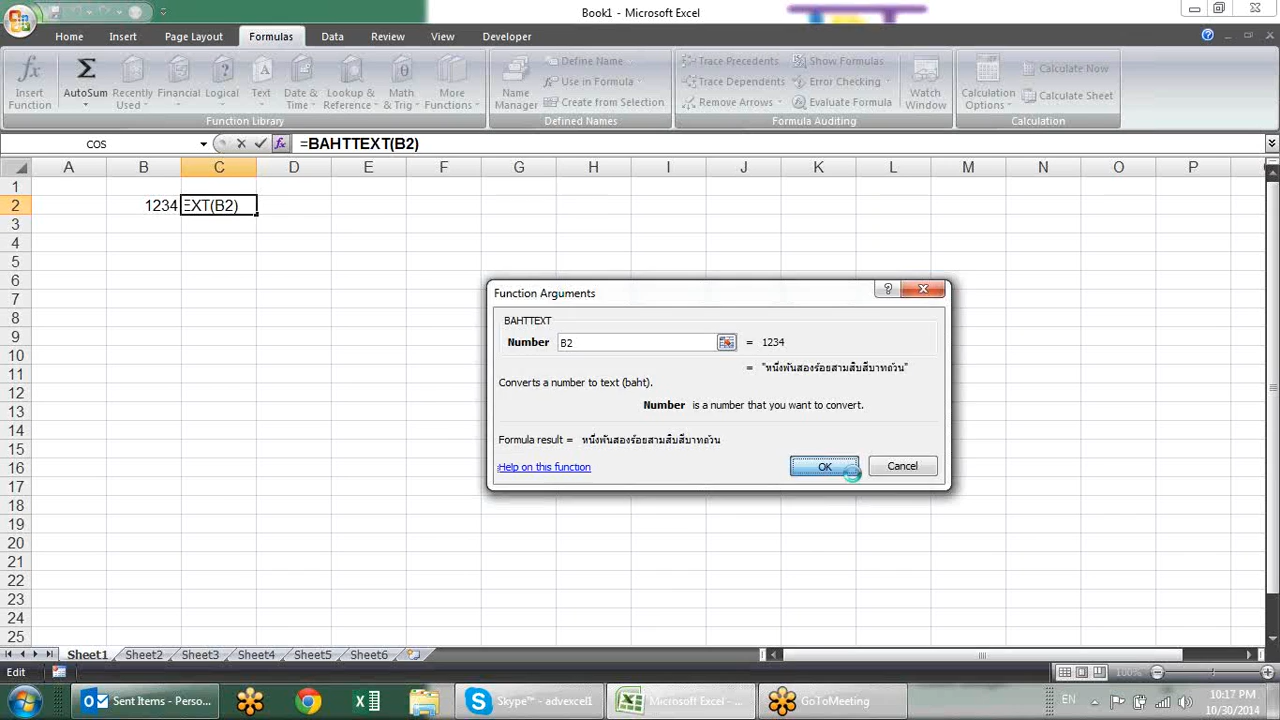 Book1 - Microsoft Excel
Home Insert Page Layout Formulas Data Review View Developer
Insert Function
AutoSum
Recently Used
Financial
Logical
Text
& Time
Lookup & Reference
Math & Trig
More Functions
Function Library
Name Manager
Define Name
Use in Formula
Create from Selection
Defined Names
Trace Precedents
Trace Dependents
Remove Arrows
Show Formulas
Error Checking
Evaluate Formula
Formula Auditing
Watch Window
Calculation Options
Calculate Now
Calculate Sheet
Calculation
COS fx =BAHTTEXT(B2)
A B C D E F G H I J K L M N O P
1
2 1234 EXT(B2)
3
4
5
6
7
8
9
10
11
12
13
14
15
16
17
18
19
20
21
22
23
24
25
Function Arguments
BAHTTEXT
Number B2 = 1234
= "หนึ่งพันสองร้อยสามสิบสี่บาทถ้วน"
Converts a number to text (baht).
Number is a number that you want to convert.
Formula result = หนึ่งพันสองร้อยสามสิบสี่บาทถ้วน
Help on this function
OK Cancel
Sheet1 Sheet2 Sheet3 Sheet4 Sheet5 Sheet6
Edit 100%
Sent Items - Perso...
Skype™ - advexcel1
Microsoft Excel - ...
GoToMeeting
EN
10:17 PM
10/30/2014